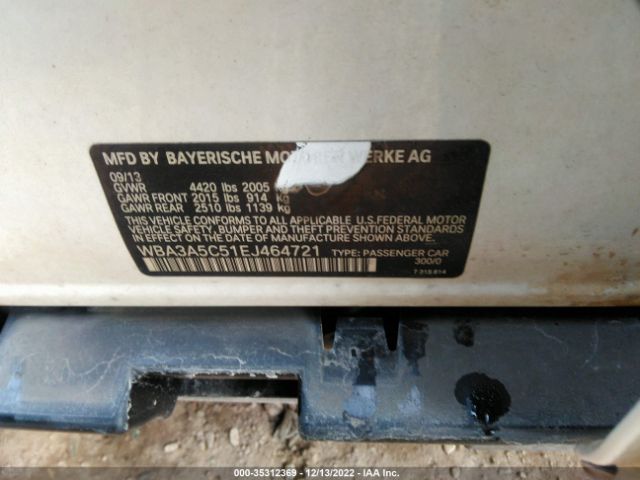 MFD BY BAYERISCHE MOTOREN WERKE AG
09/13
GVWR 4420 lbs 2005
GAWR FRONT 2015 lbs 914 Kg
GAWR REAR 2510 lbs 1139 Kg
THIS VEHICLE CONFORMS TO ALL APPLICABLE U.S.FEDERAL MOTOR
VEHICLE SAFETY, BUMPER AND THEFT PREVENTION STANDARDS IN
EFFECT ON THE DATE OF MANUFACTURE SHOWN ABOVE.
WBA3A5C51EJ464721 TYPE: PASSENGER CAR
300/0
7 315 614
000-35312369 - 12/13/2022 - IAA Inc.